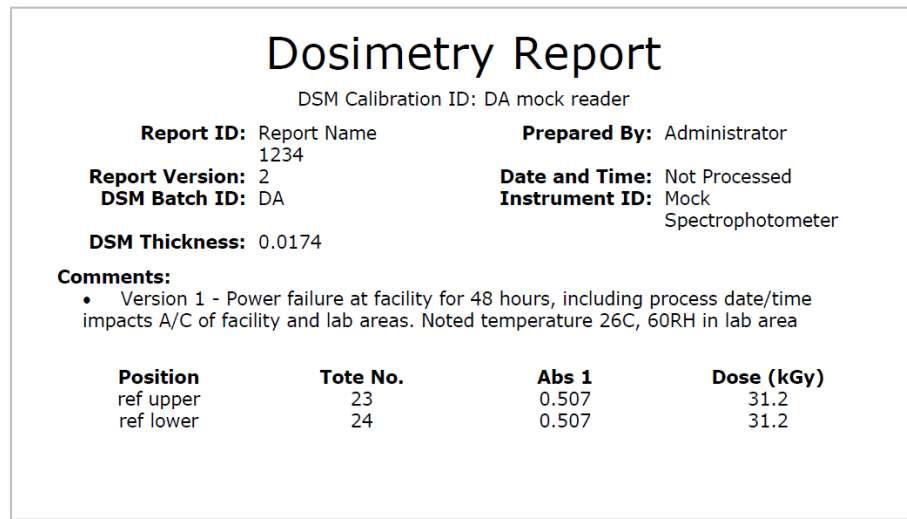 Dosimetry Report
DSM Calibration ID: DA mock reader
Report ID: Report Name 1234
Prepared By: Administrator
Report Version: 2
Date and Time: Not Processed
DSM Batch ID: DA
Instrument ID: Mock Spectrophotometer
DSM Thickness: 0.0174
Comments:
• Version 1 - Power failure at facility for 48 hours, including process date/time
impacts A/C of facility and lab areas. Noted temperature 26C, 60RH in lab area
Position Tote No. Abs 1 Dose (kGy)
ref upper 23 0.507 31.2
ref lower 24 0.507 31.2